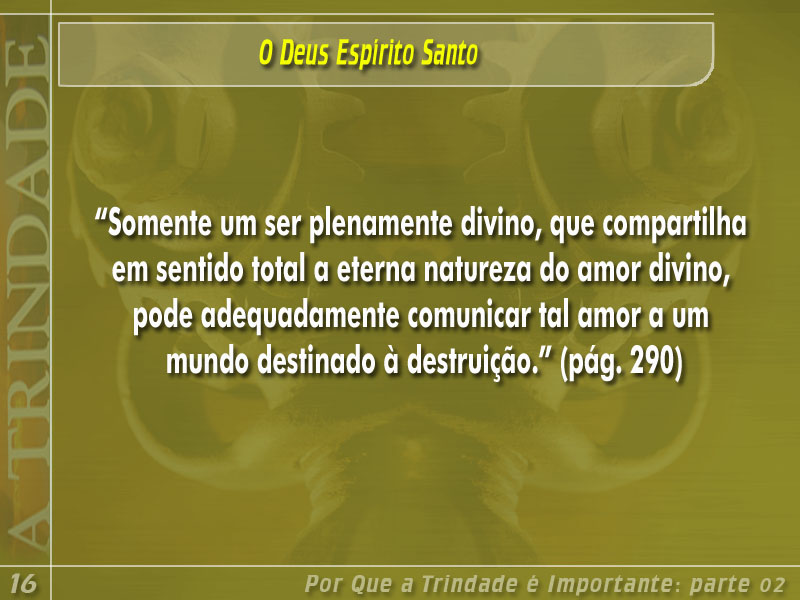 O Deus Espírito Santo
“Somente um ser plenamente divino, que compartilha
em sentido total a eterna natureza do amor divino,
pode adequadamente comunicar tal amor a um
mundo destinado à destruição.” (pág. 290)
A TRINDADE
16
Por Que a Trindade é Importante: parte 02